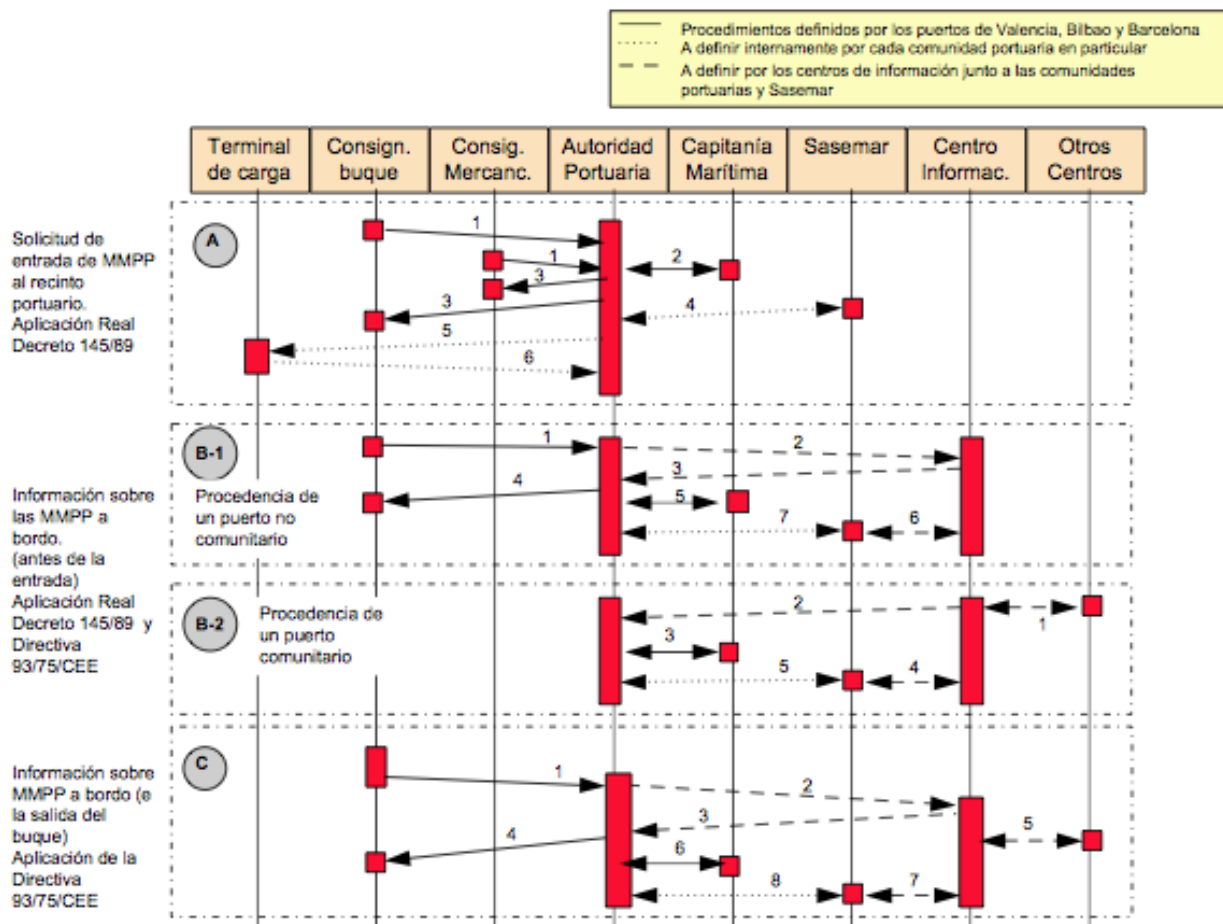 Procedimientos definidos por los puertos de Valencia, Bilbao y Barcelona
A definir internamente por cada comunidad portuaria en particular
A definir por los centros de información junto a las comunidades
portuarias y Sasemar
Terminal
de carga
Consign.
buque
Consig.
Mercanc.
Autoridad
Portuaria
Capitanía
Marítima
Sasemar
Centro
Informac.
Otros
Centros
Solicitud de
entrada de MMPP
al recinto
portuario.
Aplicación Real
Decreto 145/89
A
1
1
2
3
3
4
5
6
Información sobre
las MMPP a
bordo.
(antes de la
entrada)
Aplicación Real
Decreto 145/89 y
Directiva
93/75/CEE
B-1
Procedencia de
un puerto no
comunitario
1
2
3
4
5
7
6
B-2
Procedencia de
un puerto
comunitario
2
1
3
5
4
Información sobre
MMPP a bordo (e
la salida del
buque)
Aplicación de la
Directiva
93/75/CEE
C
1
2
3
4
5
6
8
7